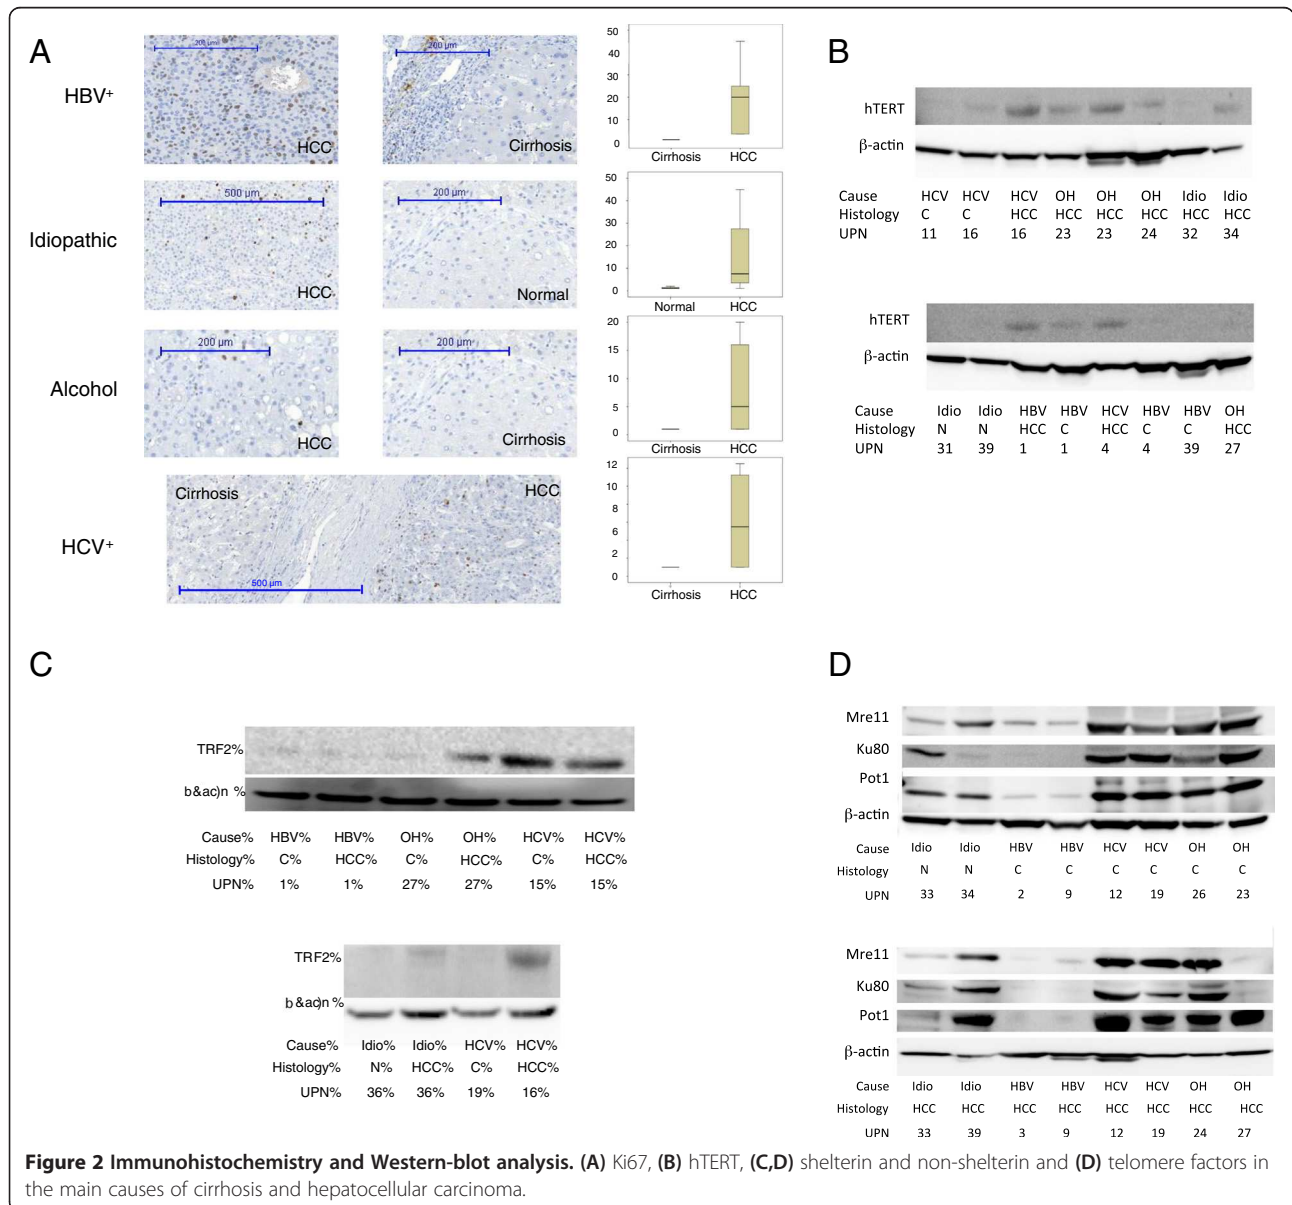 A
HBV+
200 µm
HCC
200 µm
Cirrhosis
50
40
30
20
10
0
Cirrhosis HCC
Idiopathic
500 µm
HCC
200 µm
Normal
50
40
30
20
10
0
Normal HCC
Alcohol
200 µm
HCC
200 µm
Cirrhosis
20
15
10
5
0
Cirrhosis HCC
HCV+
Cirrhosis HCC
500 µm
12
10
8
6
4
2
0
Cirrhosis HCC
B
hTERT
β-actin
Cause HCV HCV HCV OH OH OH Idio Idio
Histology C C HCC HCC HCC HCC HCC HCC
UPN 11 16 16 23 23 24 32 34
hTERT
β-actin
Cause Idio Idio HBV HBV HCV HBV HBV OH
Histology N N HCC C HCC C C HCC
UPN 31 39 1 1 4 4 39 27
C
TRF2%
b&ac)n %
Cause% HBV% HBV% OH% OH% HCV% HCV%
Histology% C% HCC% C% HCC% C% HCC%
UPN% 1% 1% 27% 27% 15% 15%
TRF2%
b&ac)n %
Cause% Idio% Idio% HCV% HCV%
Histology% N% HCC% C% HCC%
UPN% 36% 36% 19% 16%
D
Mre11
Ku80
Pot1
β-actin
Cause Idio Idio HBV HBV HCV HCV OH OH
Histology N N C C C C C C
UPN 33 34 2 9 12 19 26 23
Mre11
Ku80
Pot1
β-actin
Cause Idio Idio HBV HBV HCV HCV OH OH
Histology HCC HCC HCC HCC HCC HCC HCC HCC
UPN 33 39 3 9 12 19 24 27
Figure 2 Immunohistochemistry and Western-blot analysis. (A) Ki67, (B) hTERT, (C,D) shelterin and non-shelterin and (D) telomere factors in
the main causes of cirrhosis and hepatocellular carcinoma.